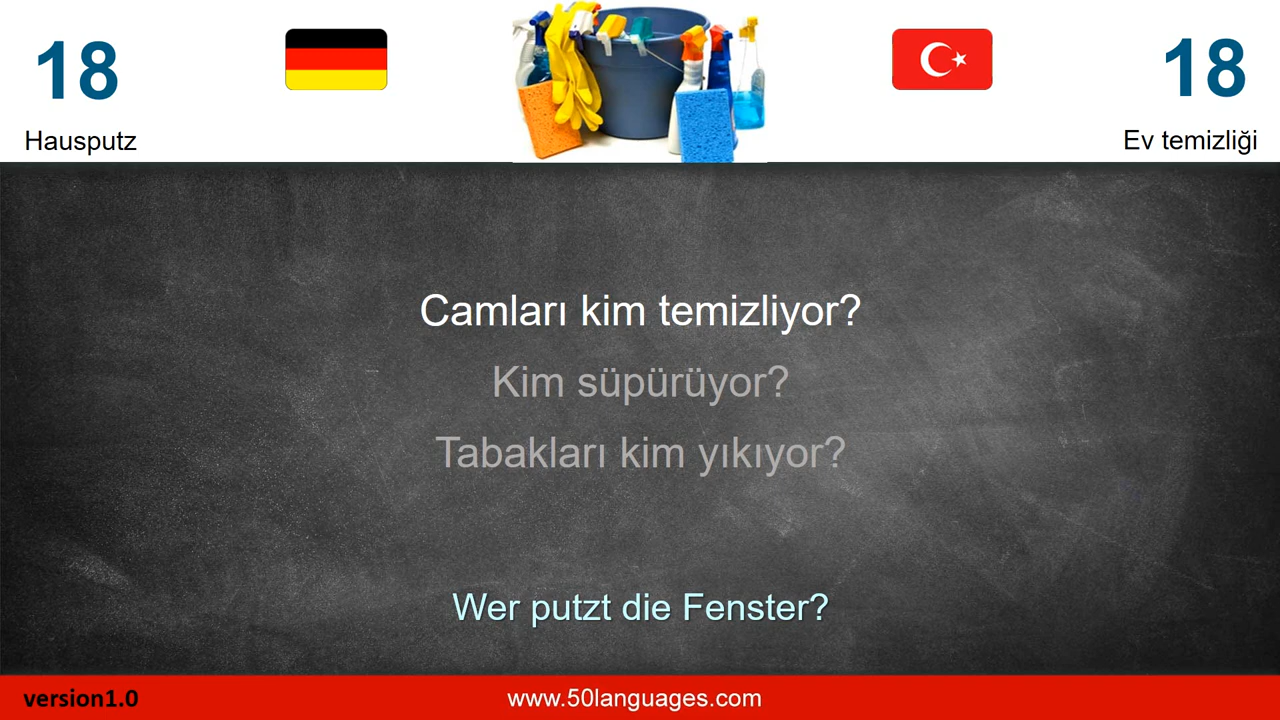 18
18
Hausputz
Ev temizliği
Camları kim temizliyor?
Kim süpürüyor?
Tabakları kim yıkıyor?
Wer putzt die Fenster?
version1.0
www.50languages.com